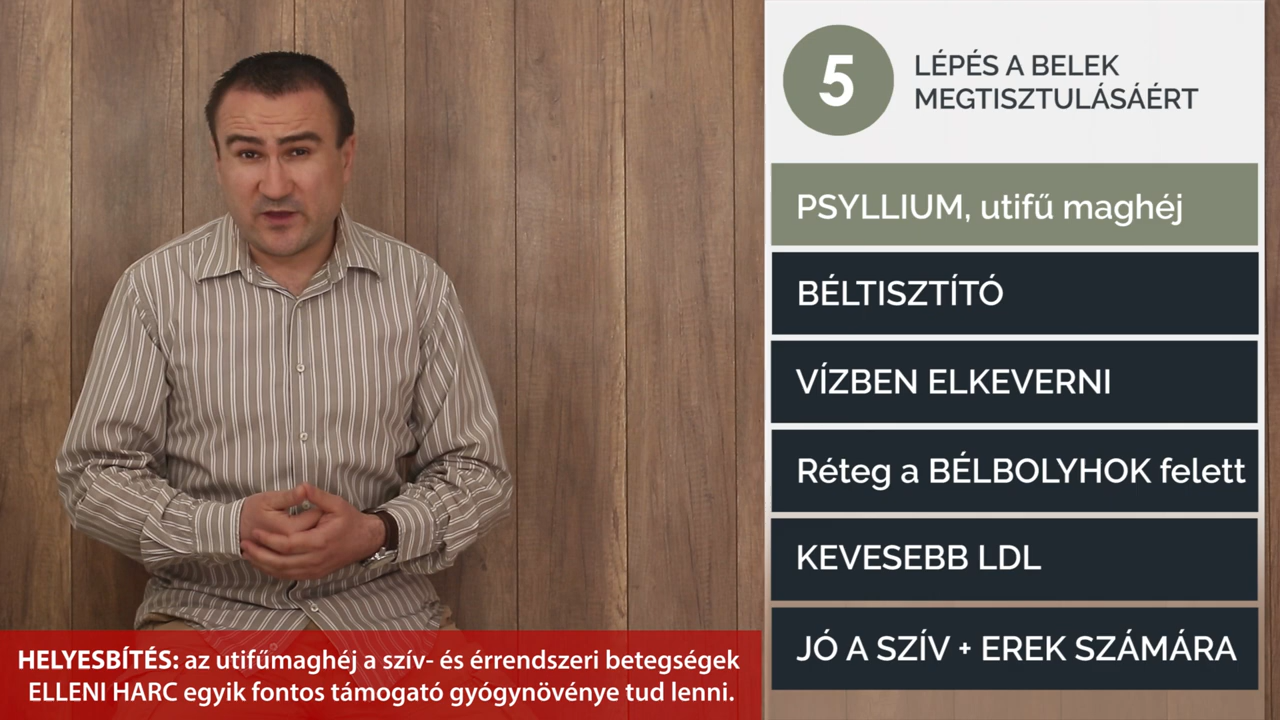 5
LÉPÉS A BELEK
MEGTISZTULÁSÁÉRT
PSYLLIUM, utifű maghéj
BÉLTISZTÍTÓ
VÍZBEN ELKEVERNI
Réteg a BÉLBOLYHOK felett
KEVESEBB LDL
JÓ A SZÍV + EREK SZÁMÁRA
HELYESBÍTÉS: az utifűmaghéj a szív- és érrendszeri betegségek
ELLENI HARC egyik fontos támogató gyógynövénye tud lenni.